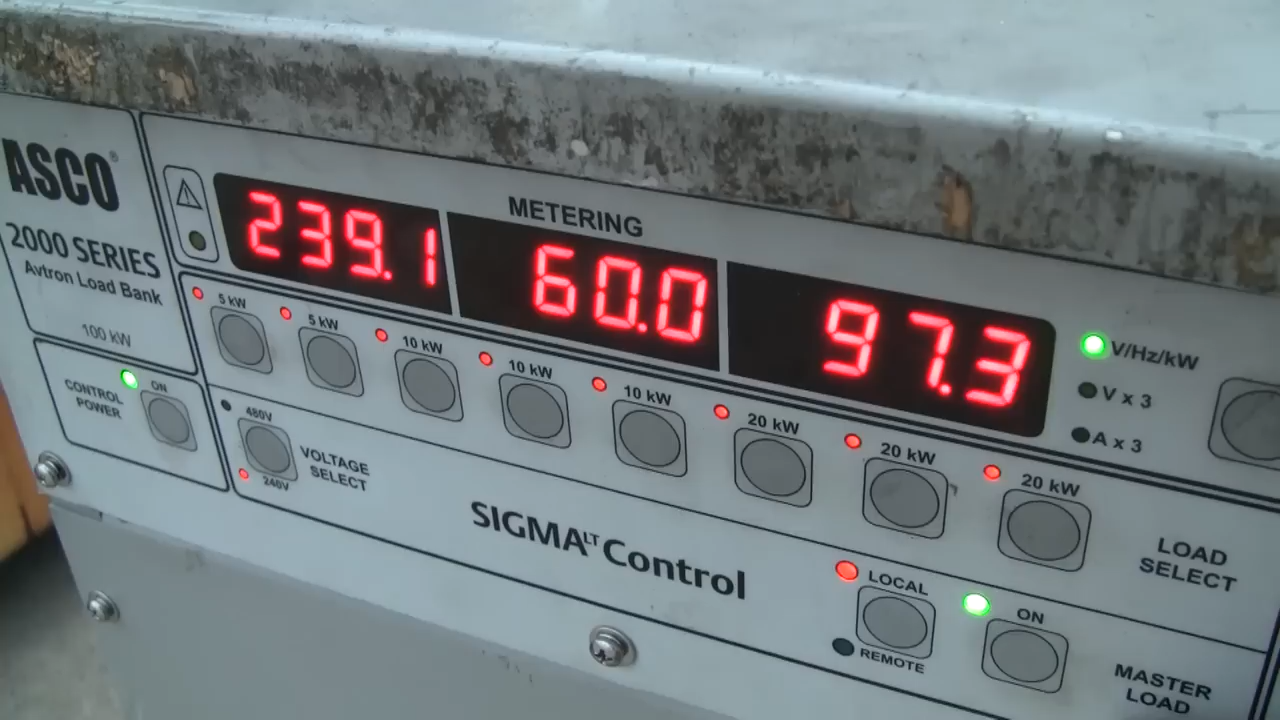 ASCO®
2000 SERIES
Avtron Load Bank
100 kW
CONTROL
POWER
ON
METERING
239.1
60.0
97.3
V/Hz/kW
V x 3
A x 3
5 kW
5 kW
10 kW
10 kW
10 kW
20 kW
20 kW
20 kW
LOAD
SELECT
480V
240V
VOLTAGE
SELECT
SIGMA LT Control
LOCAL
REMOTE
ON
MASTER
LOAD